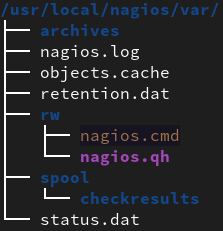 /usr/local/nagios/var/
├── archives
├── nagios.log
├── objects.cache
├── retention.dat
├── rw
│   ├── nagios.cmd
│   └── nagios.qh
├── spool
│   └── checkresults
└── status.dat